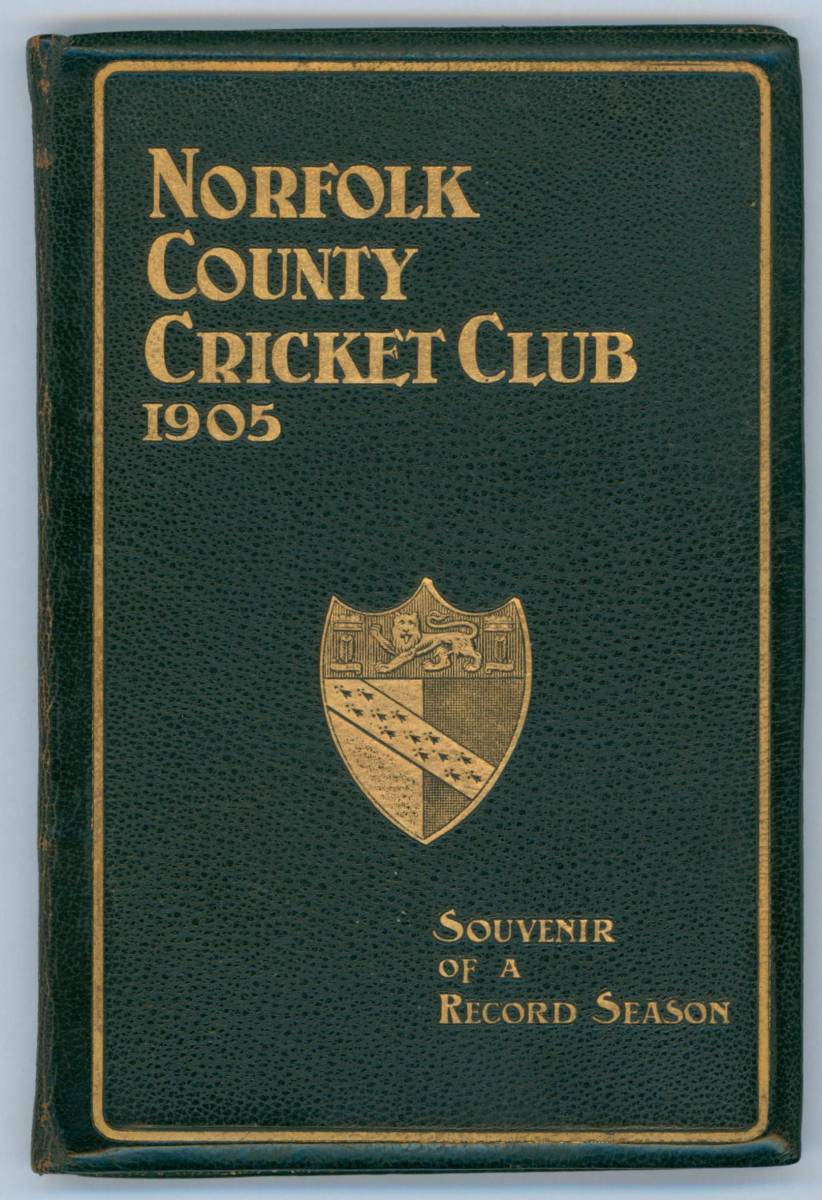 NORFOLK
COUNTY
CRICKET CLUB
1905
SOUVENIR
OF A
RECORD SEASON